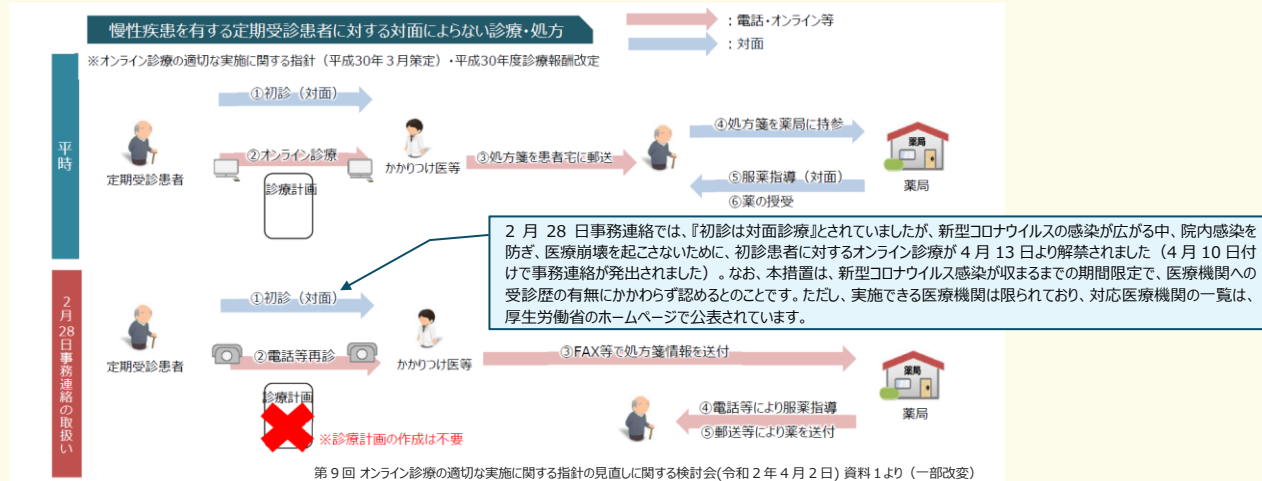 慢性疾患を有する定期受診患者に対する対面によらない診療・処方
：電話・オンライン等
：対面
※オンライン診療の適切な実施に関する指針（平成30年３月策定）・平成30年度診療報酬改定
平時
①初診（対面）
②オンライン診療
診療計画
定期受診患者
かかりつけ医等
③処方箋を患者宅に郵送
④処方箋を薬局に持参
⑤服薬指導（対面）
⑥薬の授受
薬局
薬局
２月 28 日事務連絡では、『初診は対面診療』とされていましたが、新型コロナウイルスの感染が広がる中、院内感染を
防ぎ、医療崩壊を起こさないために、初診患者に対するオンライン診療が４月 13 日より解禁されました（４月 10 日付
けで事務連絡が発出されました）。なお、本措置は、新型コロナウイルス感染が収まるまでの期間限定で、医療機関への
受診歴の有無にかかわらず認めるとのことです。ただし、実施できる医療機関は限られており、対応医療機関の一覧は、
厚生労働省のホームページで公表されています。
２月28日事務連絡の取扱い
①初診（対面）
②電話等再診
診療計画
※診療計画の作成は不要
定期受診患者
かかりつけ医等
③FAX等で処方箋情報を送付
④電話等により服薬指導
⑤郵送等により薬を送付
薬局
薬局
第９回 オンライン診療の適切な実施に関する指針の見直しに関する検討会(令和２年４月２日) 資料１より（一部改変）